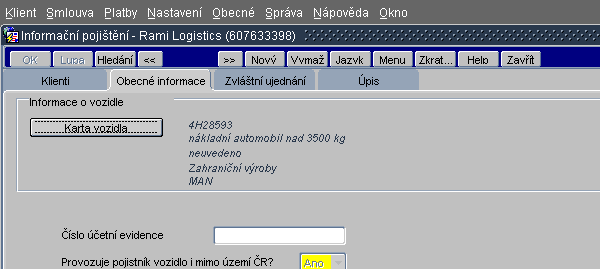 Klient Smlouva Platby Nastavení Obecné Správa Nápověda Okno
Informační pojištění - Rami Logistics (607633398)
OK Lupa Hledání << >> Nový Vymaž Jazyk Menu Zkrat... Help Zavřít
Klienti Obecné informace Zvláštní ujednání Úpis
Informace o vozidle
Karta vozidla
4H28593
nákladní automobil nad 3500 kg
neuvedeno
Zahraniční výroby
MAN
Číslo účetní evidence
Provozuje pojistník vozidlo i mimo území ČR? Ano